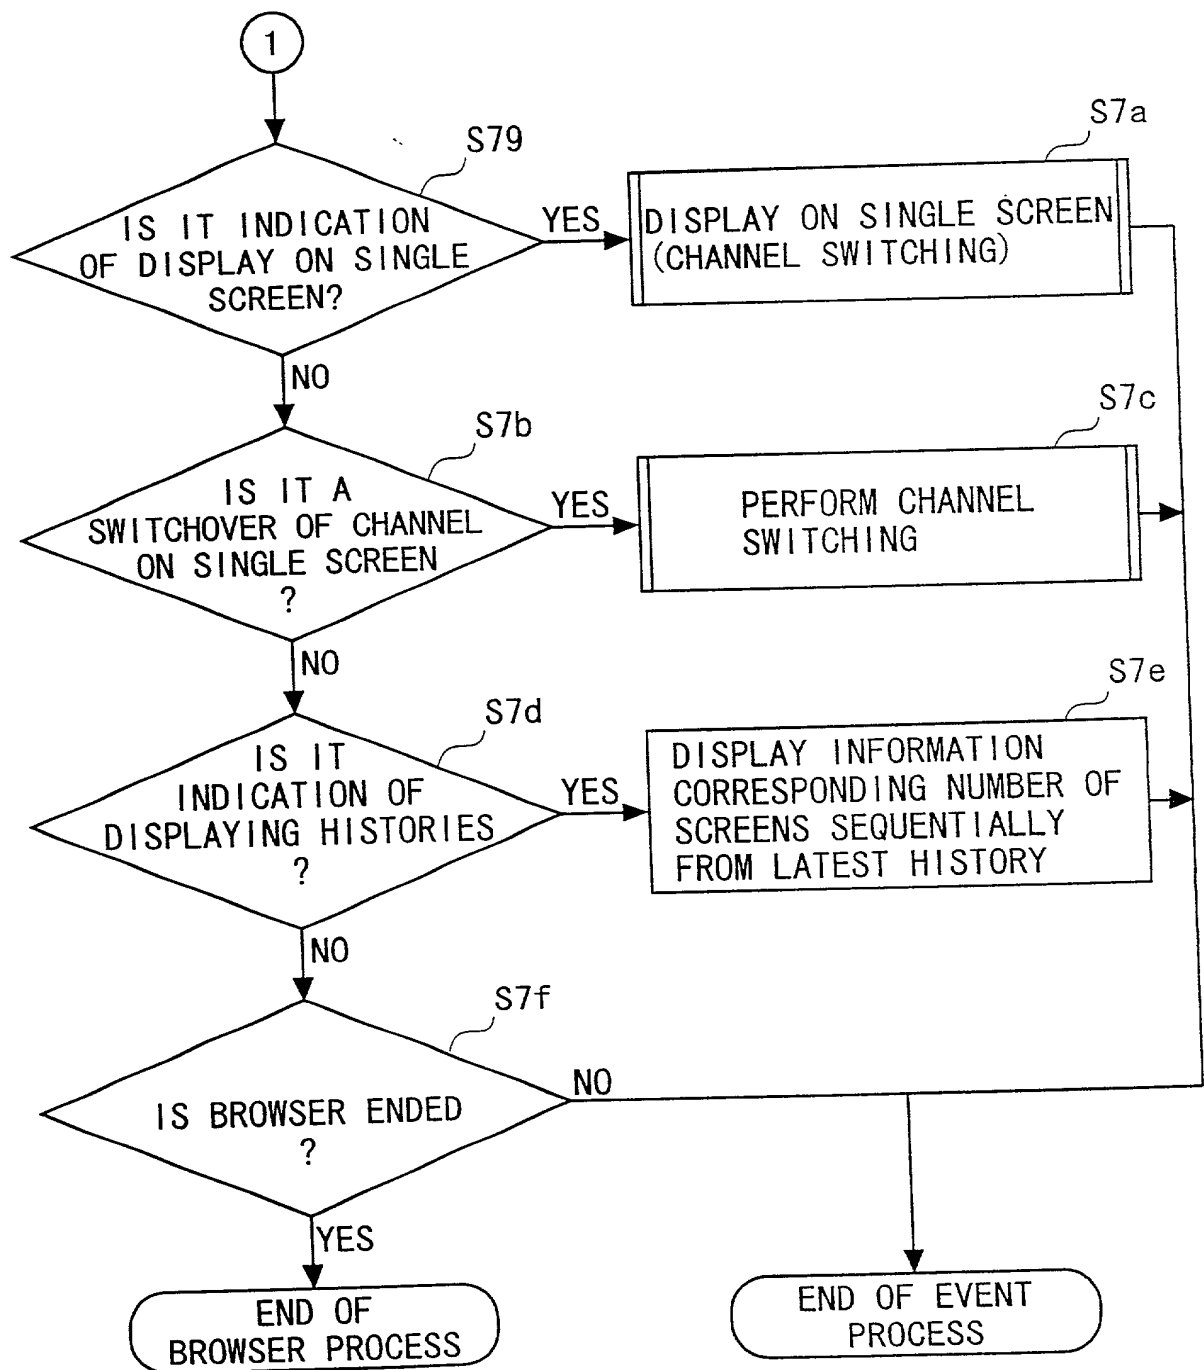 1
S79
IS IT INDICATION
OF DISPLAY ON SINGLE
SCREEN?
YES
S7a
DISPLAY ON SINGLE SCREEN
(CHANNEL SWITCHING)
NO
S7b
IS IT A
SWITCHOVER OF CHANNEL
ON SINGLE SCREEN
?
YES
S7c
PERFORM CHANNEL
SWITCHING
NO
S7d
IS IT
INDICATION OF
DISPLAYING HISTORIES
?
YES
S7e
DISPLAY INFORMATION
CORRESPONDING NUMBER OF
SCREENS SEQUENTIALLY
FROM LATEST HISTORY
NO
S7f
IS BROWSER ENDED
?
NO
YES
END OF
BROWSER PROCESS
END OF EVENT
PROCESS